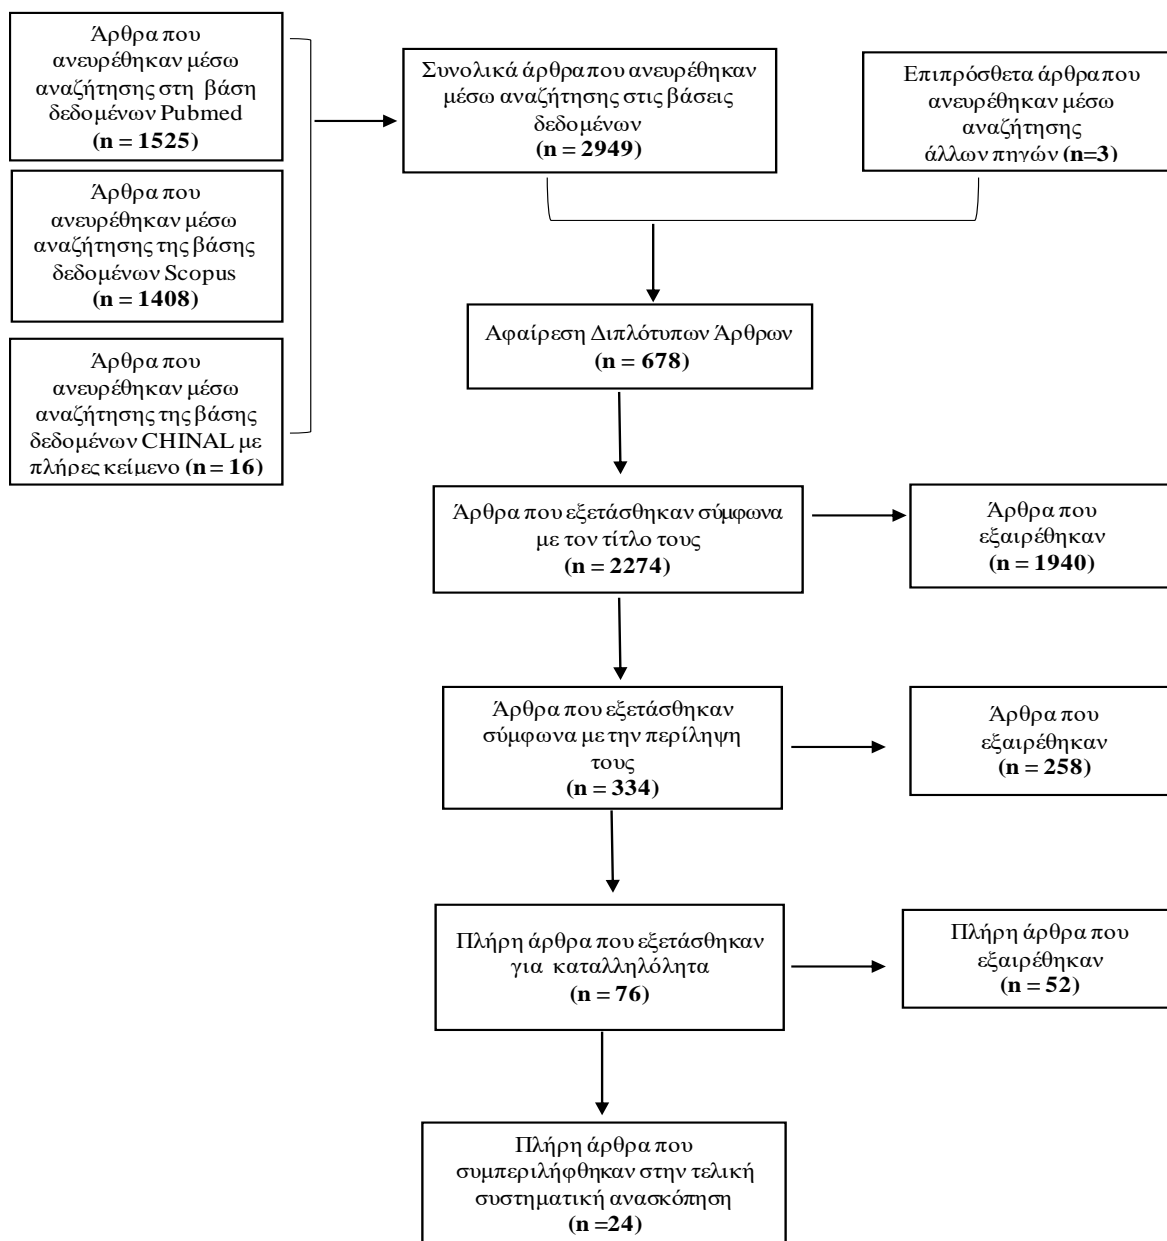 Άρθρα που
ανευρέθηκαν μέσω
αναζήτησης στη βάση
δεδομένων Pubmed
(n = 1525)
Άρθρα που
ανευρέθηκαν μέσω
αναζήτησης της βάσης
δεδομένων Scopus
(n = 1408)
Άρθρα που
ανευρέθηκαν μέσω
αναζήτησης της βάσης
δεδομένων CHINAL με
πλήρες κείμενο (n = 16)
Συνολικά άρθρα που ανευρέθηκαν
μέσω αναζήτησης στις βάσεις
δεδομένων
(n = 2949)
Επιπρόσθετα άρθρα που
ανευρέθηκαν μέσω
αναζήτησης
άλλων πηγών (n=3)
Αφαίρεση Διπλότυπων Άρθρων
(n = 678)
Άρθρα που εξετάσθηκαν σύμφωνα
με τον τίτλο τους
(n = 2274)
Άρθρα που
εξαιρέθηκαν
(n = 1940)
Άρθρα που εξετάσθηκαν
σύμφωνα με την περίληψη
τους
(n = 334)
Άρθρα που
εξαιρέθηκαν
(n = 258)
Πλήρη άρθρα που εξετάσθηκαν
για καταλληλόλητα
(n = 76)
Πλήρη άρθρα που
εξαιρέθηκαν
(n = 52)
Πλήρη άρθρα που
συμπεριλήφθηκαν στην τελική
συστηματική ανασκόπηση
(n =24)